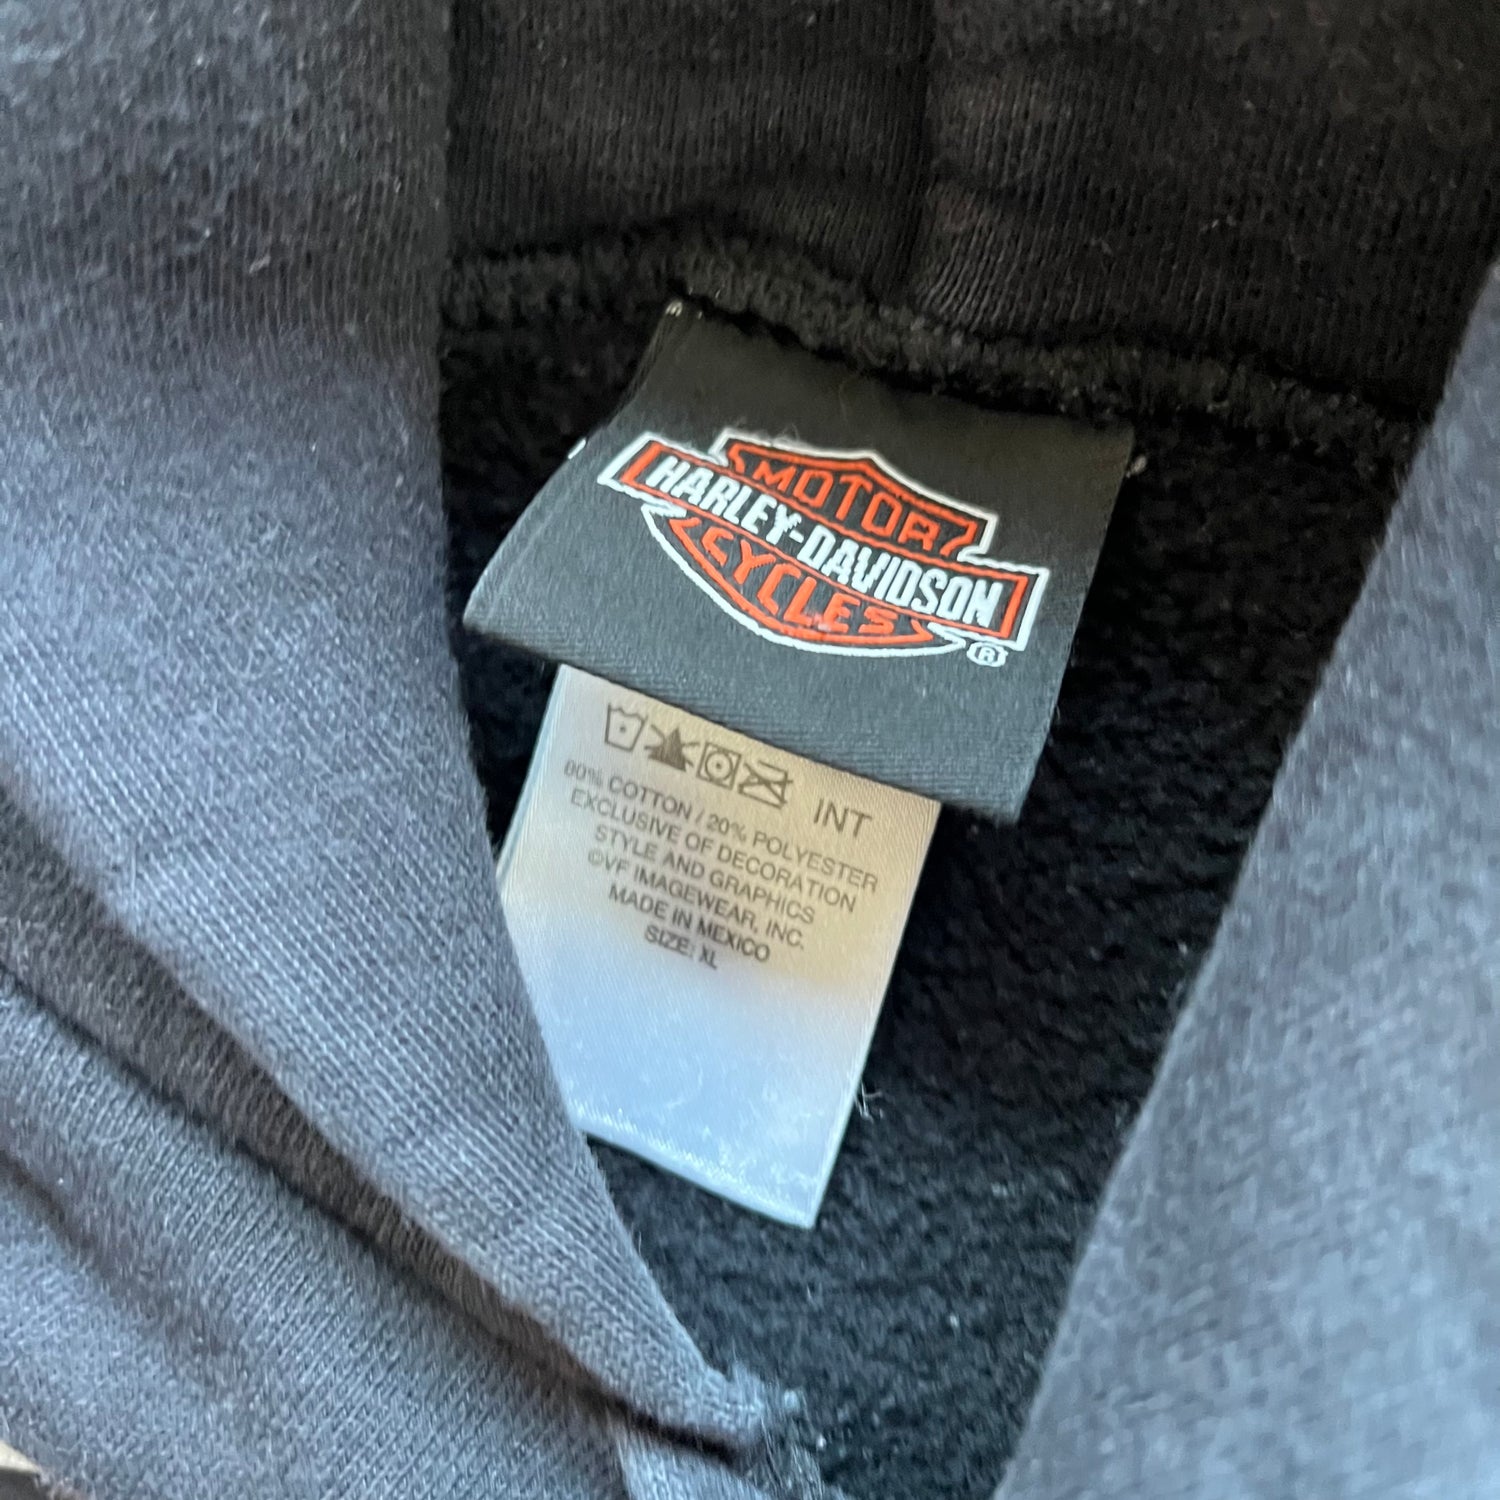 MOTOR
HARLEY-DAVIDSON
CYCLES
®
INT
80% COTTON / 20% POLYESTER
EXCLUSIVE OF DECORATION
STYLE AND GRAPHICS
©VF IMAGEWEAR, INC.
MADE IN MEXICO
SIZE: XL